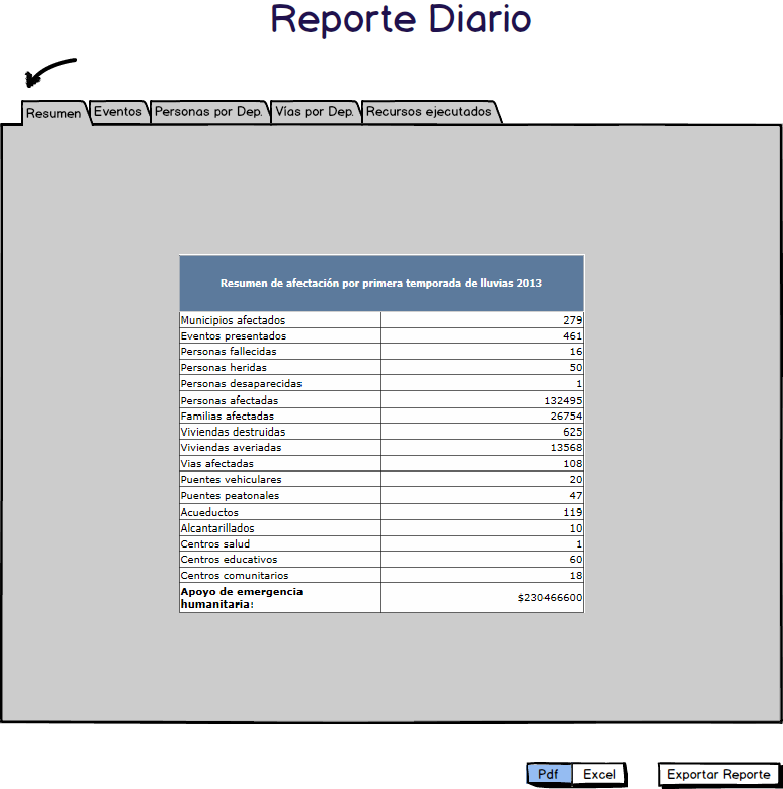 Reporte Diario
Resumen Eventos Personas por Dep. Vías por Dep. Recursos ejecutados
Resumen de afectación por primera temporada de lluvias 2013
Municipios afectados 279
Eventos presentados 461
Personas fallecidas 16
Personas heridas 50
Personas desaparecidas 1
Personas afectadas 132495
Familias afectadas 26754
Viviendas destruidas 625
Viviendas averiadas 13568
Vias afectadas 108
Puentes vehiculares 20
Puentes peatonales 47
Acueductos 119
Alcantarillados 10
Centros salud 1
Centros educativos 60
Centros comunitarios 18
Apoyo de emergencia
humanitaria: $230466600
Pdf Excel Exportar Reporte